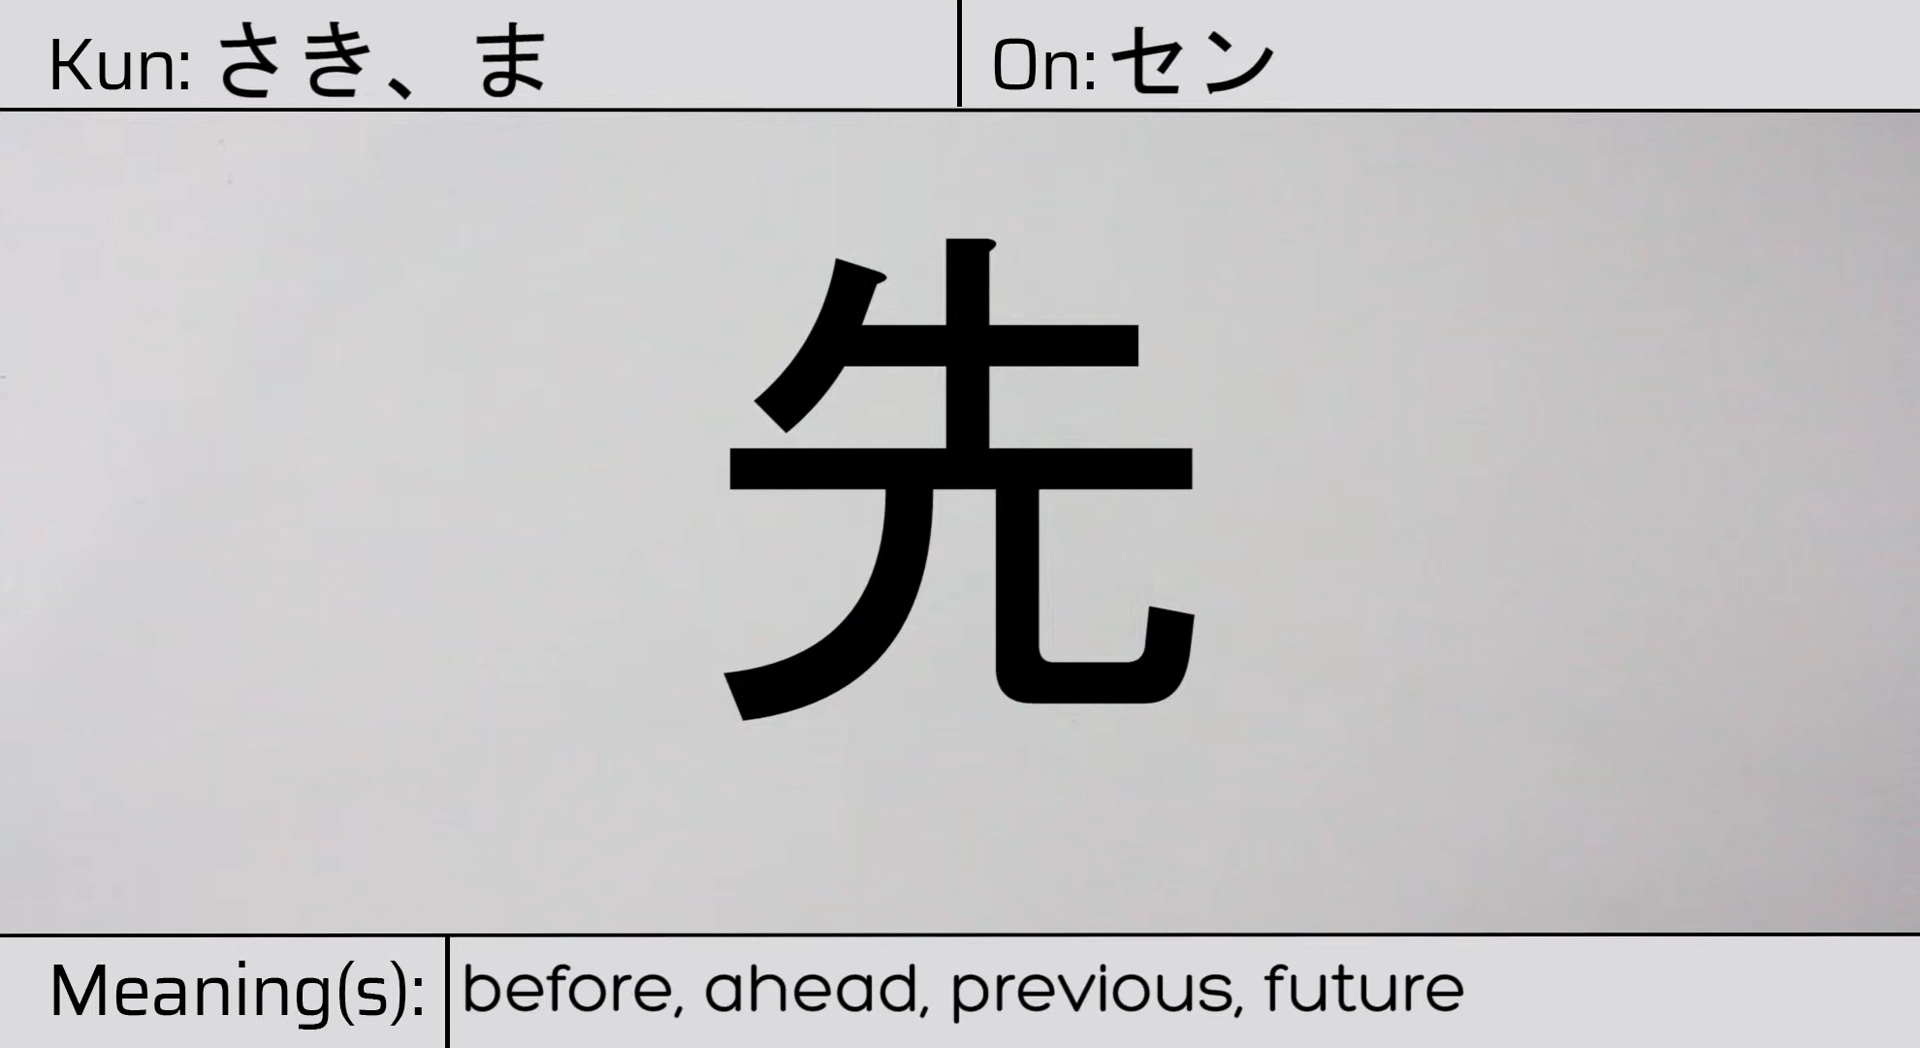 Kun: さき、ま
On: セン
先
Meaning(s): before, ahead, previous, future